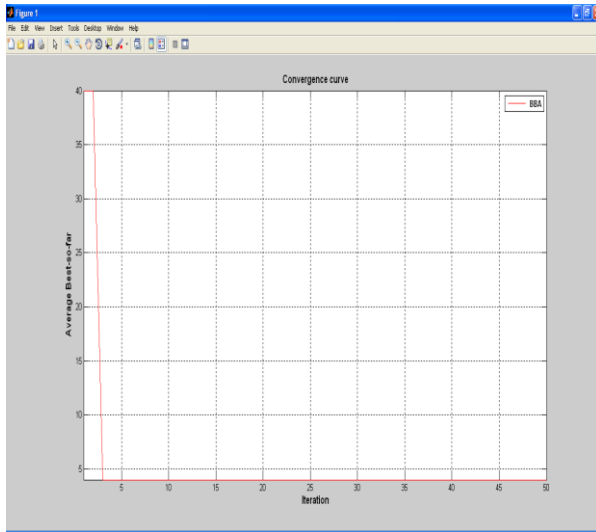 Figure 1
File Edit View Insert Tools Desktop Window Help
Convergence curve
BBA
40
35
30
25
20
15
10
5
Average Best-so-far
5 10 15 20 25 30 35 40 45 50
Iteration